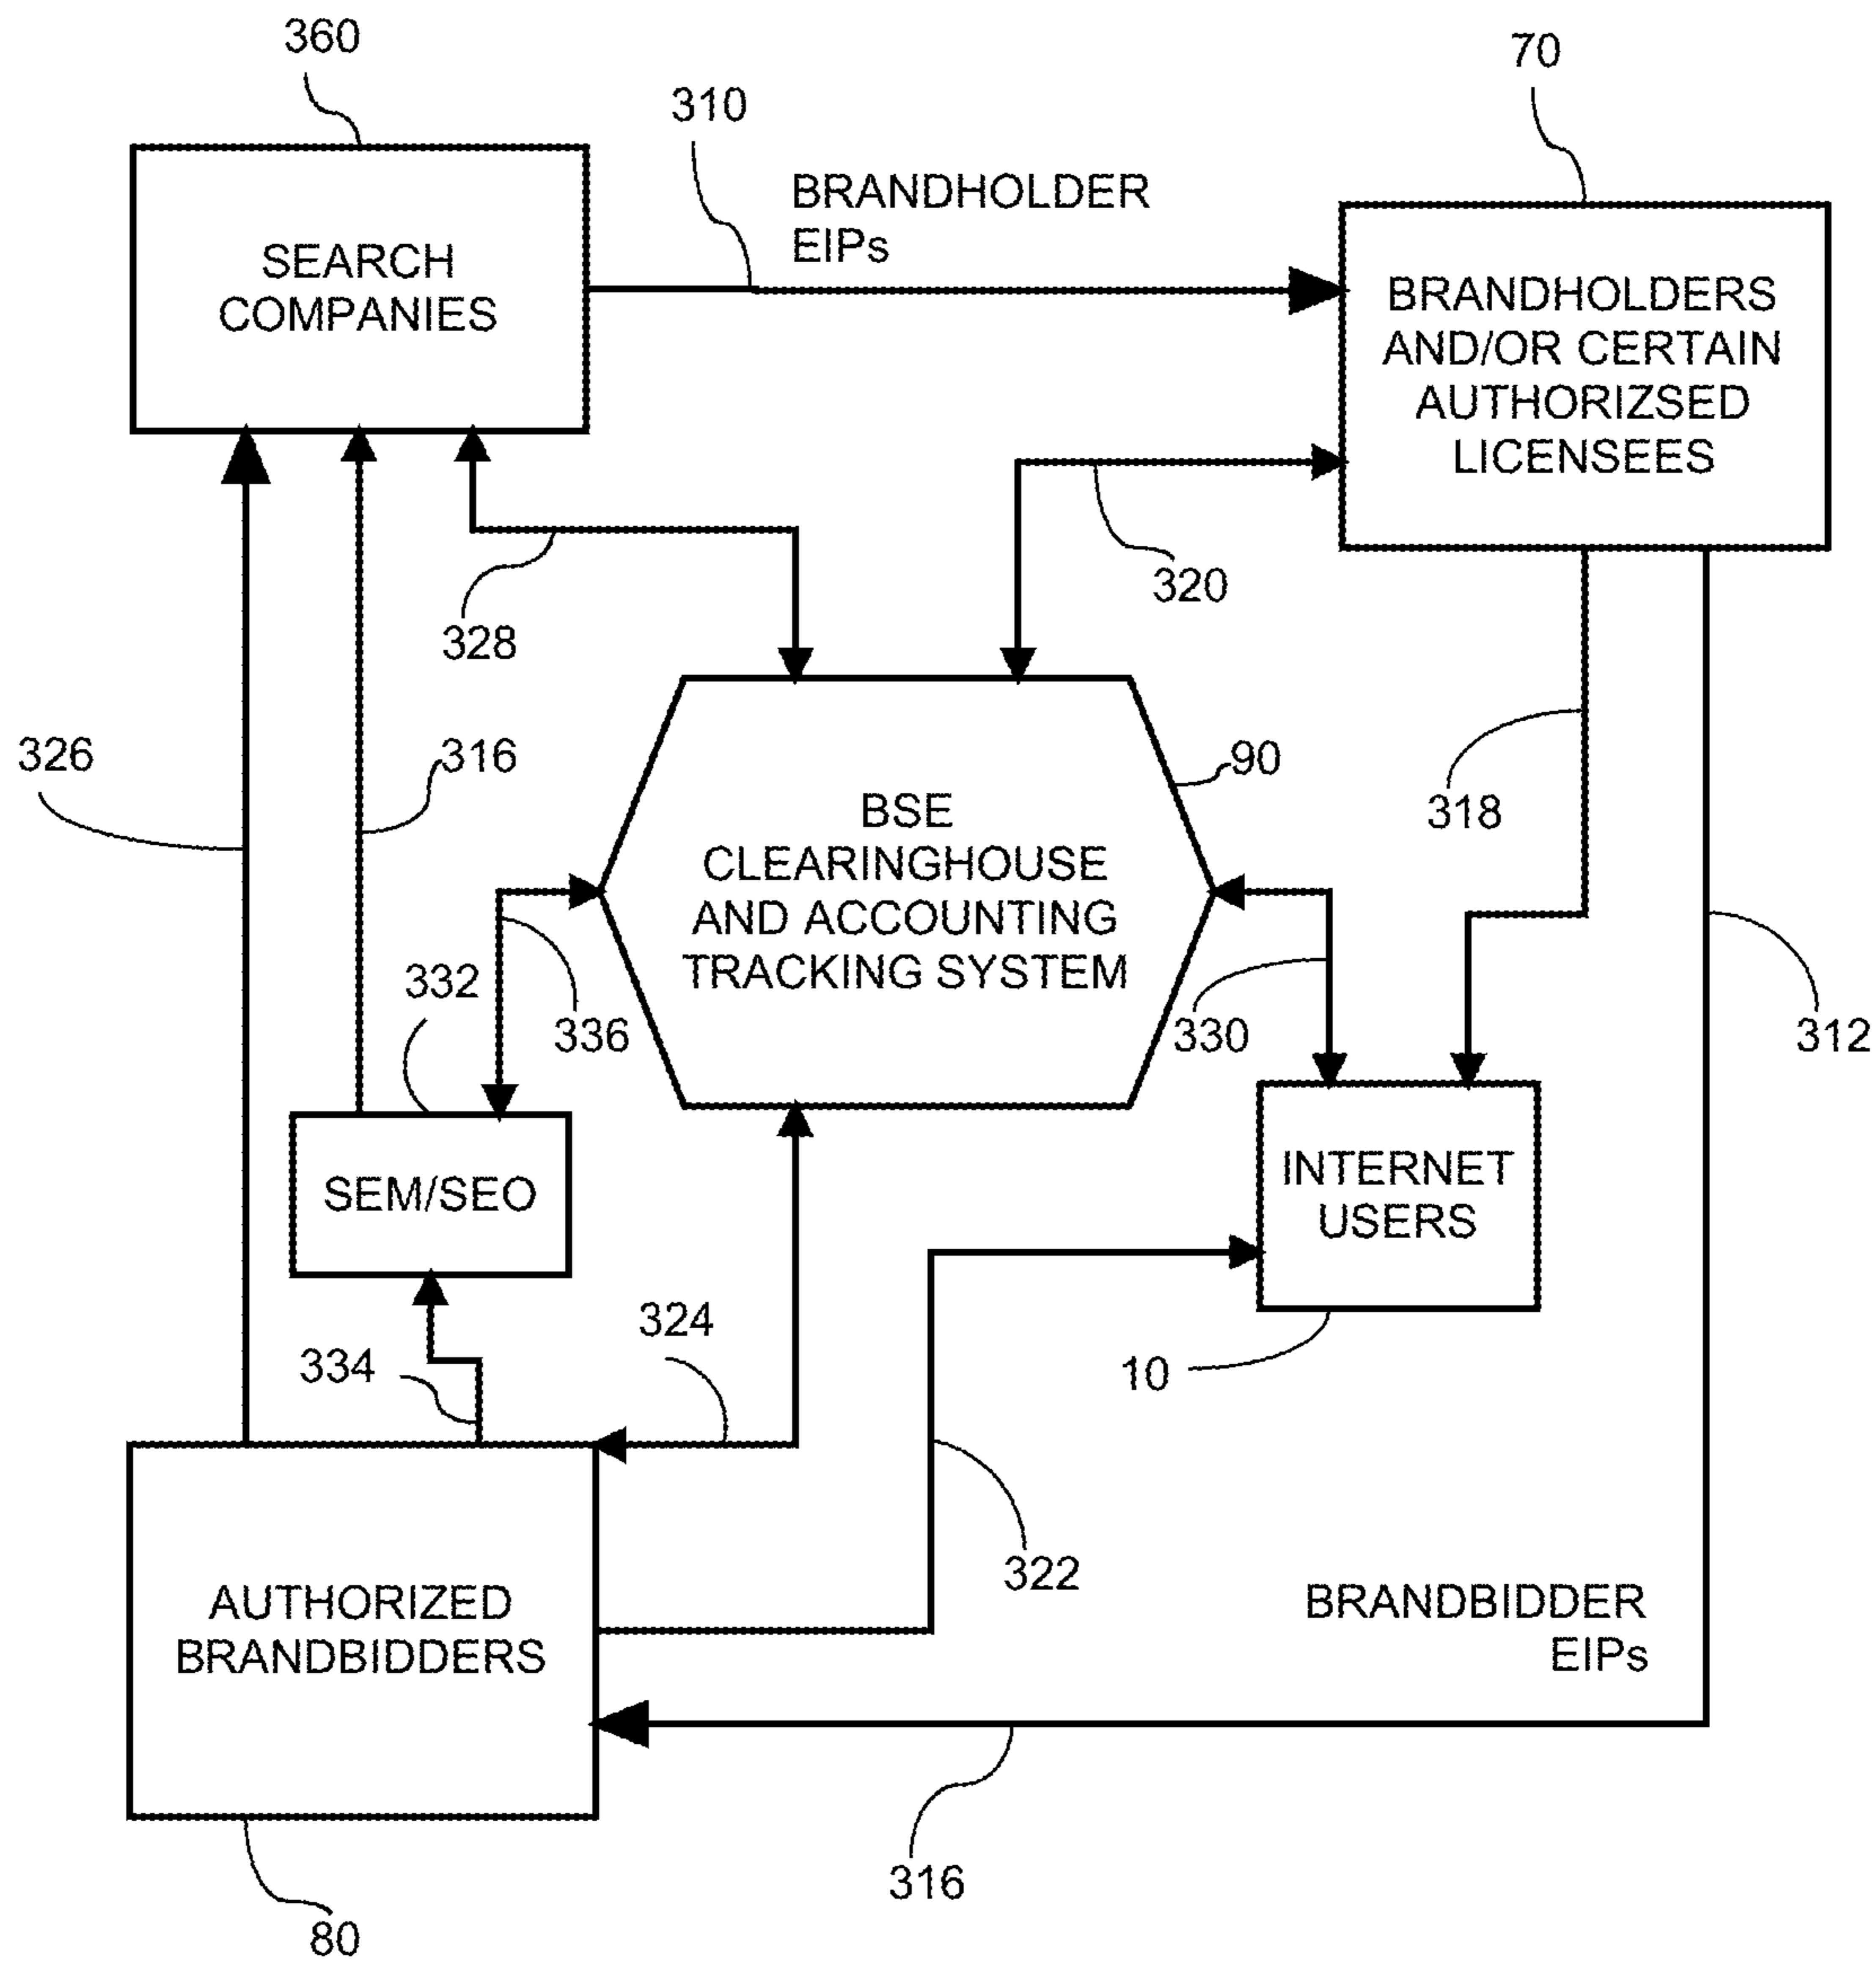 360
70
310
BRANDHOLDER
EIPs
SEARCH
COMPANIES
BRANDHOLDERS
AND/OR CERTAIN
AUTHORIZSED
LICENSEES
320
328
326
316
90
318
BSE
CLEARINGHOUSE
AND ACCOUNTING
TRACKING SYSTEM
332
336
330
312
SEM/SEO
INTERNET
USERS
324
334
10
322
AUTHORIZED
BRANDBIDDERS
BRANDBIDDER
EIPs
316
80